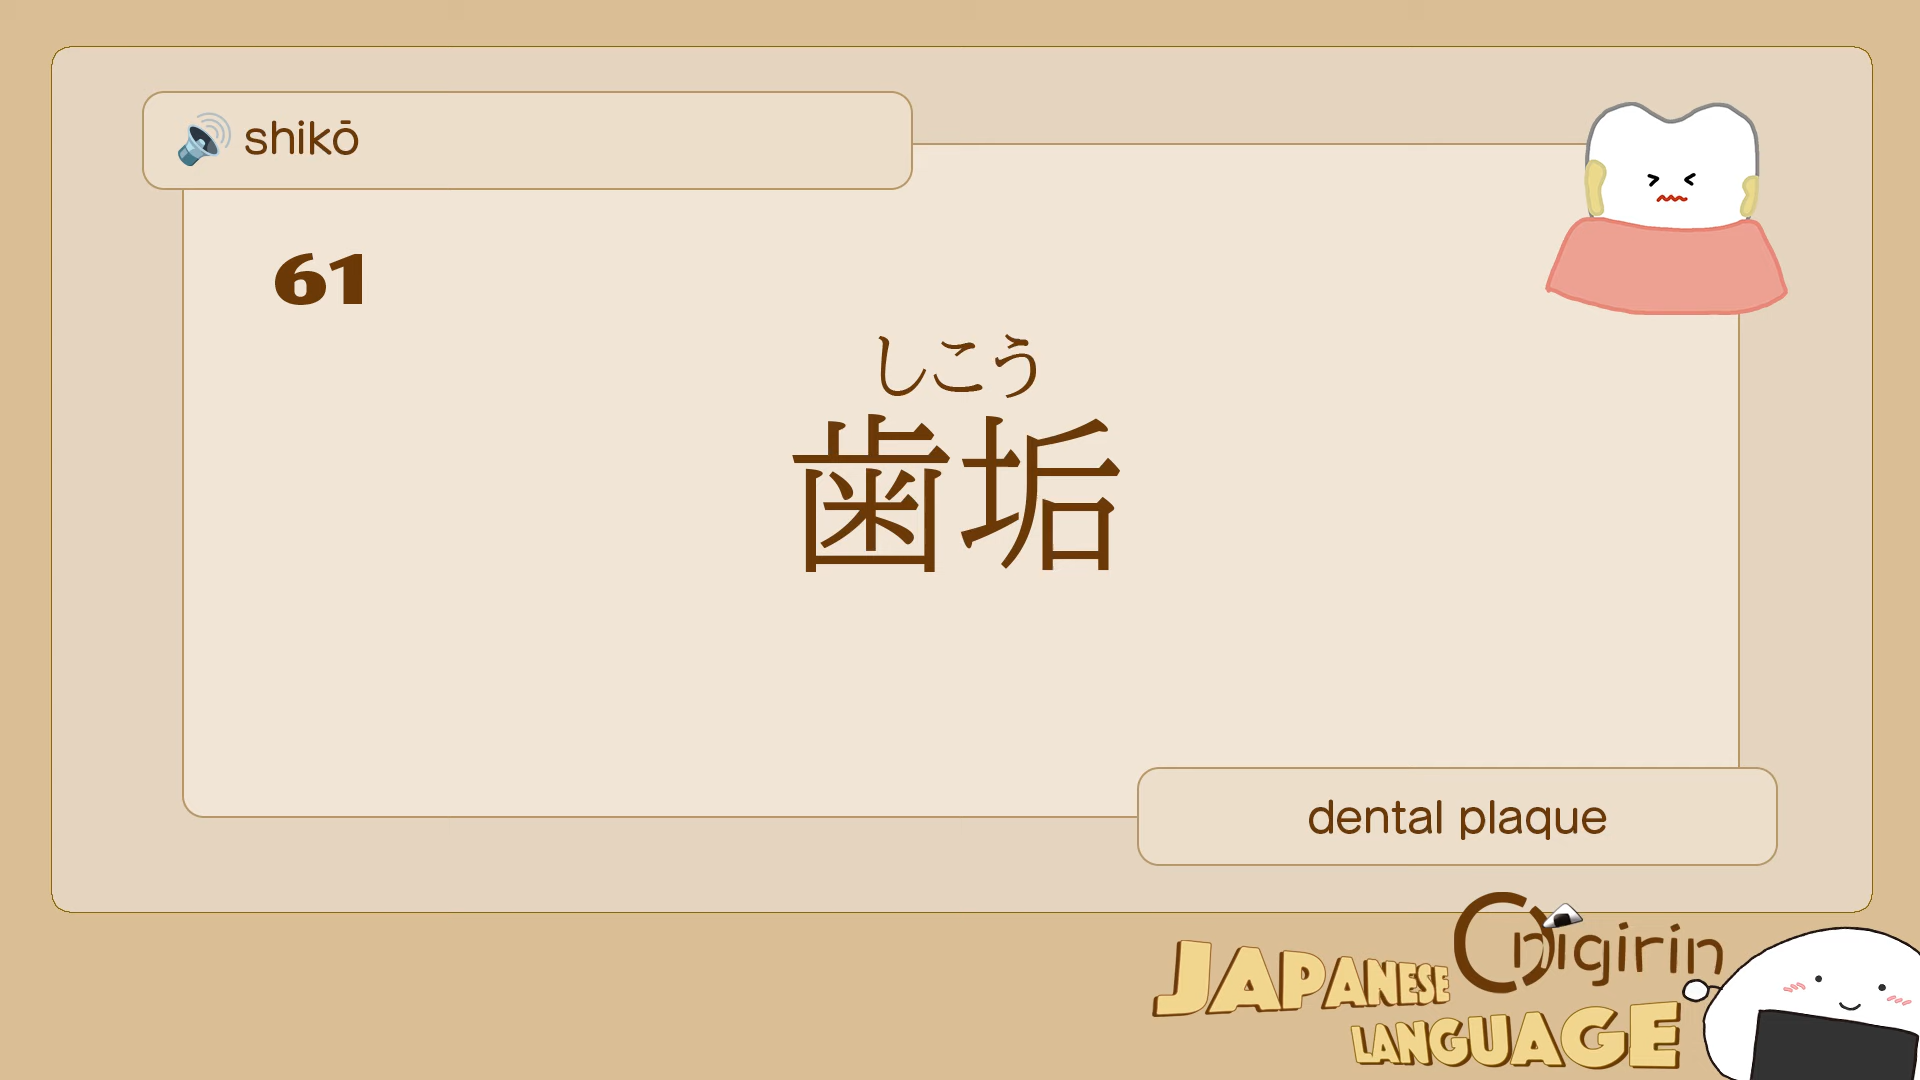 shikō
61
しこう
歯垢
dental plaque
Onigirin
JAPANESE
LANGUAGE